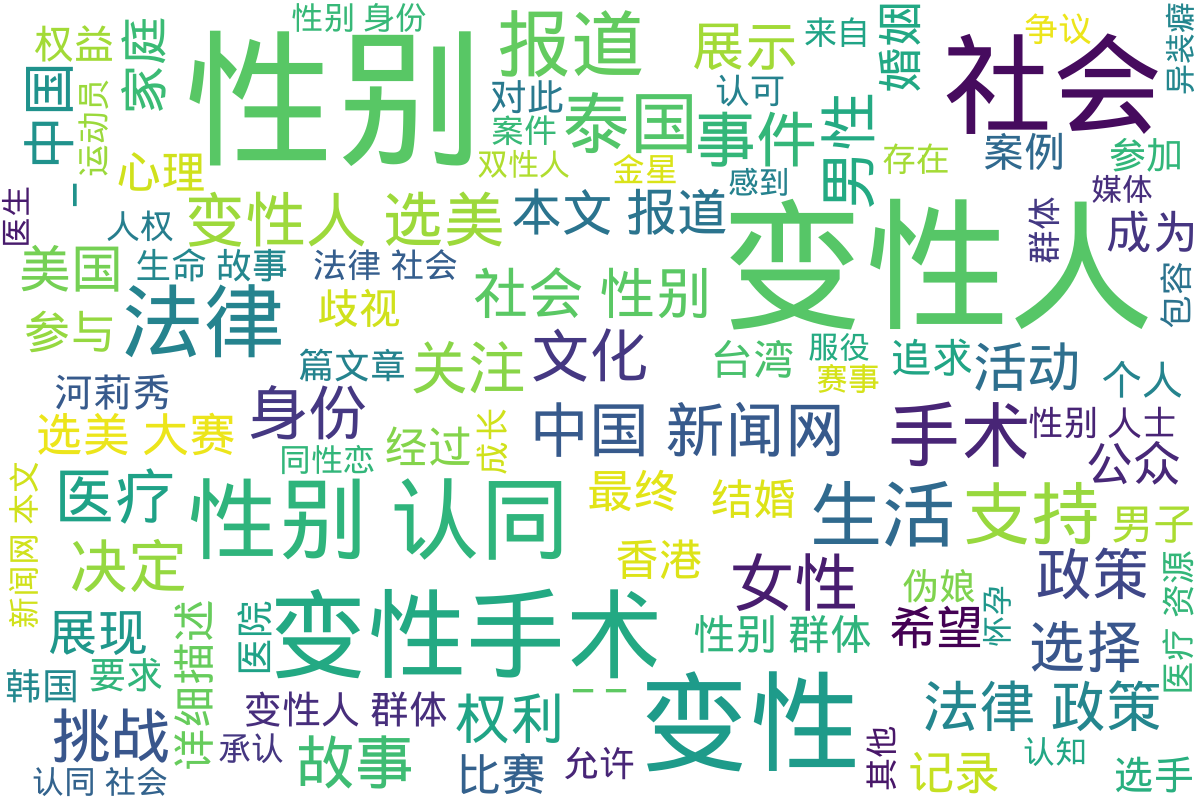 性别 身份
权益
家庭
性别
报道
展示
来自
婚姻
社会
争议
异装癖
中国
运动员
对此
案件
泰国
认可
事件
男性
双性人
金星
感到
存在
案例
参加
媒体
心理
一
医生
人权
变性人 选美
本文 报道
变性人
群体
成为
美国
生命 故事
法律 社会
社会 性别
包容
参与
法律
歧视
篇文章
关注
文化
台湾
服役
赛事
追求
活动
个人
河莉秀
身份
选美 大赛
同性恋
经过
成长
中国 新闻网
手术
性别 人士
公众
新闻网 本文
医疗
性别 认同
最终
结婚
生活
支持
男子
决定
香港
女性
伪娘
怀孕
政策
医疗 资源
展现
详细描述
医院
变性手术
性别 群体
希望
选择
韩国
要求
变性人 群体
一 一
变性
法律 政策
挑战
承认
故事
权利
比赛
允许
其他
记录
认知
选手
认同 社会